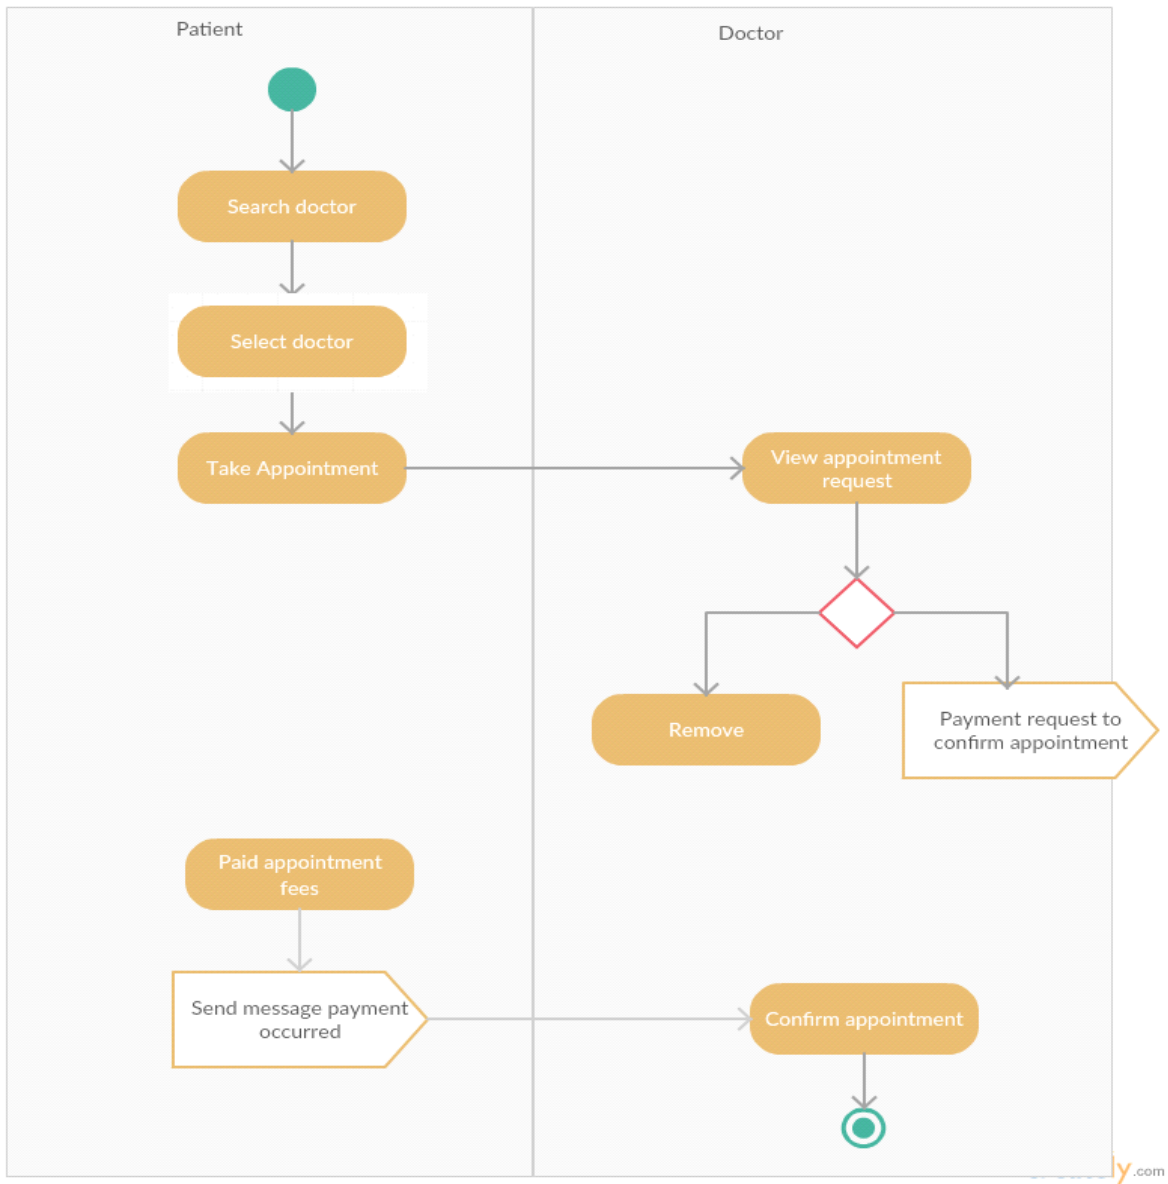 Patient
Doctor
Search doctor
Select doctor
Take Appointment
View appointment
request
Remove
Payment request to
confirm appointment
Paid appointment
fees
Send message payment
occurred
Confirm appointment
.com